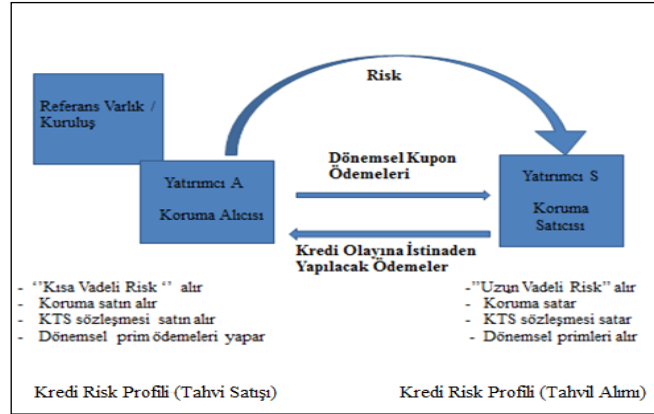 Risk
Referans Varlık /
Kuruluş
Yatırımcı A
Koruma Alıcısı
Dönemsel Kupon
Ödemeleri
Yatırımcı S
Koruma
Satıcısı
Kredi Olayına İstinaden
Yapılacak Ödemeler
- ‘’Kısa Vadeli Risk ‘’ alır
- Koruma satın alır
- KTS sözleşmesi satın alır
- Dönemsel prim ödemeleri yapar
-”Uzun Vadeli Risk” alır
- Koruma satar
- KTS sözleşmesi satar
- Dönemsel primleri alır
Kredi Risk Profili (Tahvi Satışı)
Kredi Risk Profili (Tahvil Alımı)